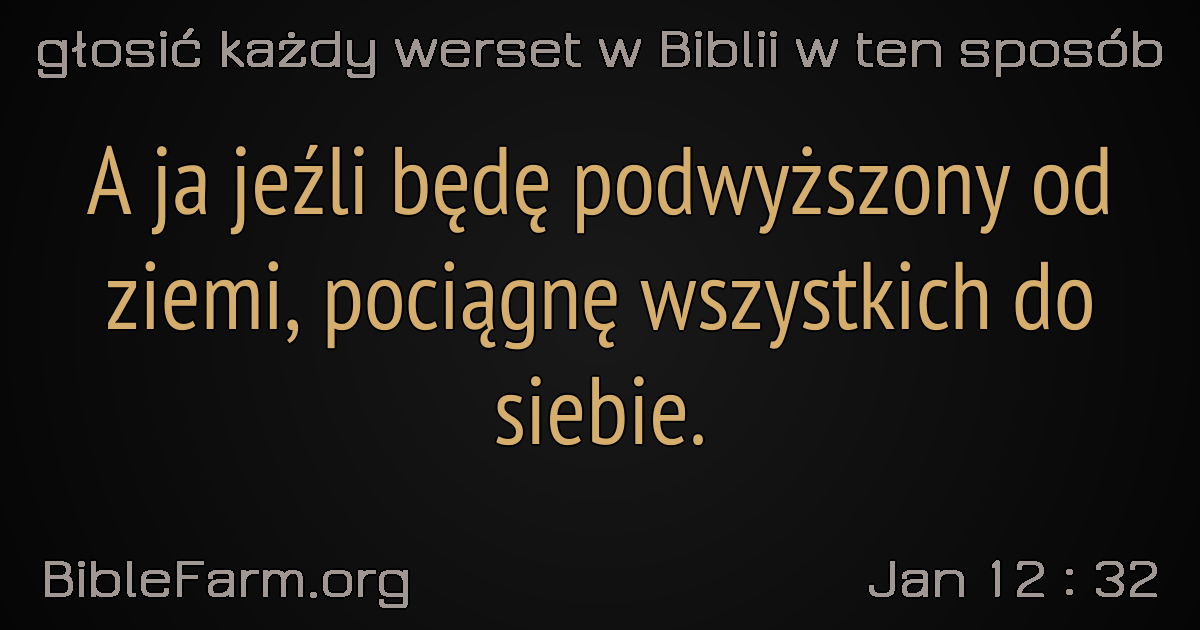 głosić każdy werset w Biblii w ten sposób
A ja jeźli będę podwyższony od
ziemi, pociągnę wszystkich do
siebie.
BibleFarm.org
Jan 12 : 32